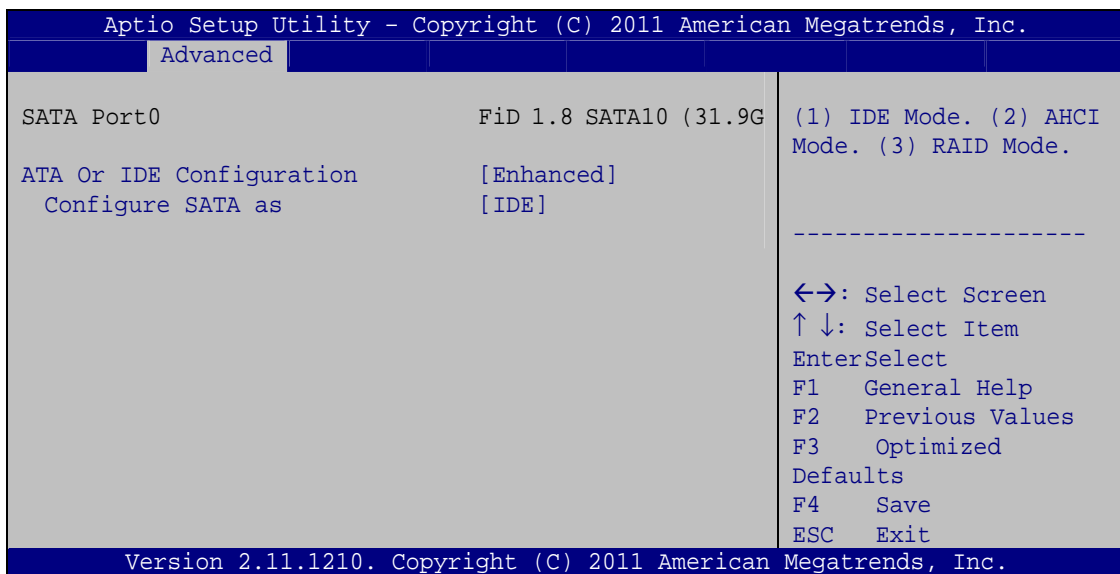 Aptio Setup Utility – Copyright (C) 2011 American Megatrends, Inc.
Advanced
SATA Port0 FiD 1.8 SATA10 (31.9G
ATA Or IDE Configuration [Enhanced]
Configure SATA as [IDE]
(1) IDE Mode. (2) AHCI
Mode. (3) RAID Mode.
---------------------
←→: Select Screen
↑ ↓: Select Item
EnterSelect
F1 General Help
F2 Previous Values
F3 Optimized
Defaults
F4 Save
ESC Exit
Version 2.11.1210. Copyright (C) 2011 American Megatrends, Inc.